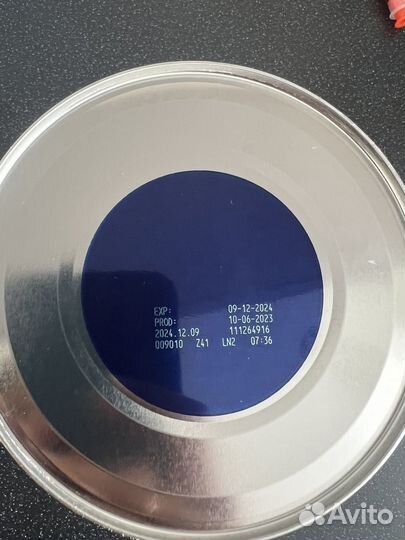 EXP: 09-12-2024
PROD: 10-06-2023
2024.12.09 111264916
009010 Z41 LN2 07:36
Avito